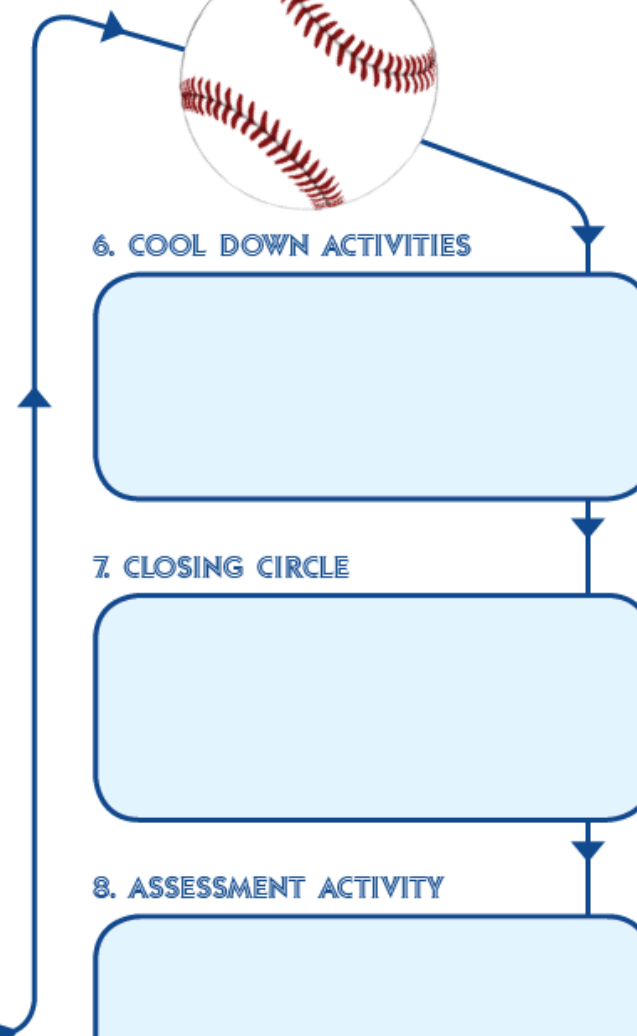 6. COOL DOWN ACTIVITIES
7. CLOSING CIRCLE
8. ASSESSMENT ACTIVITY